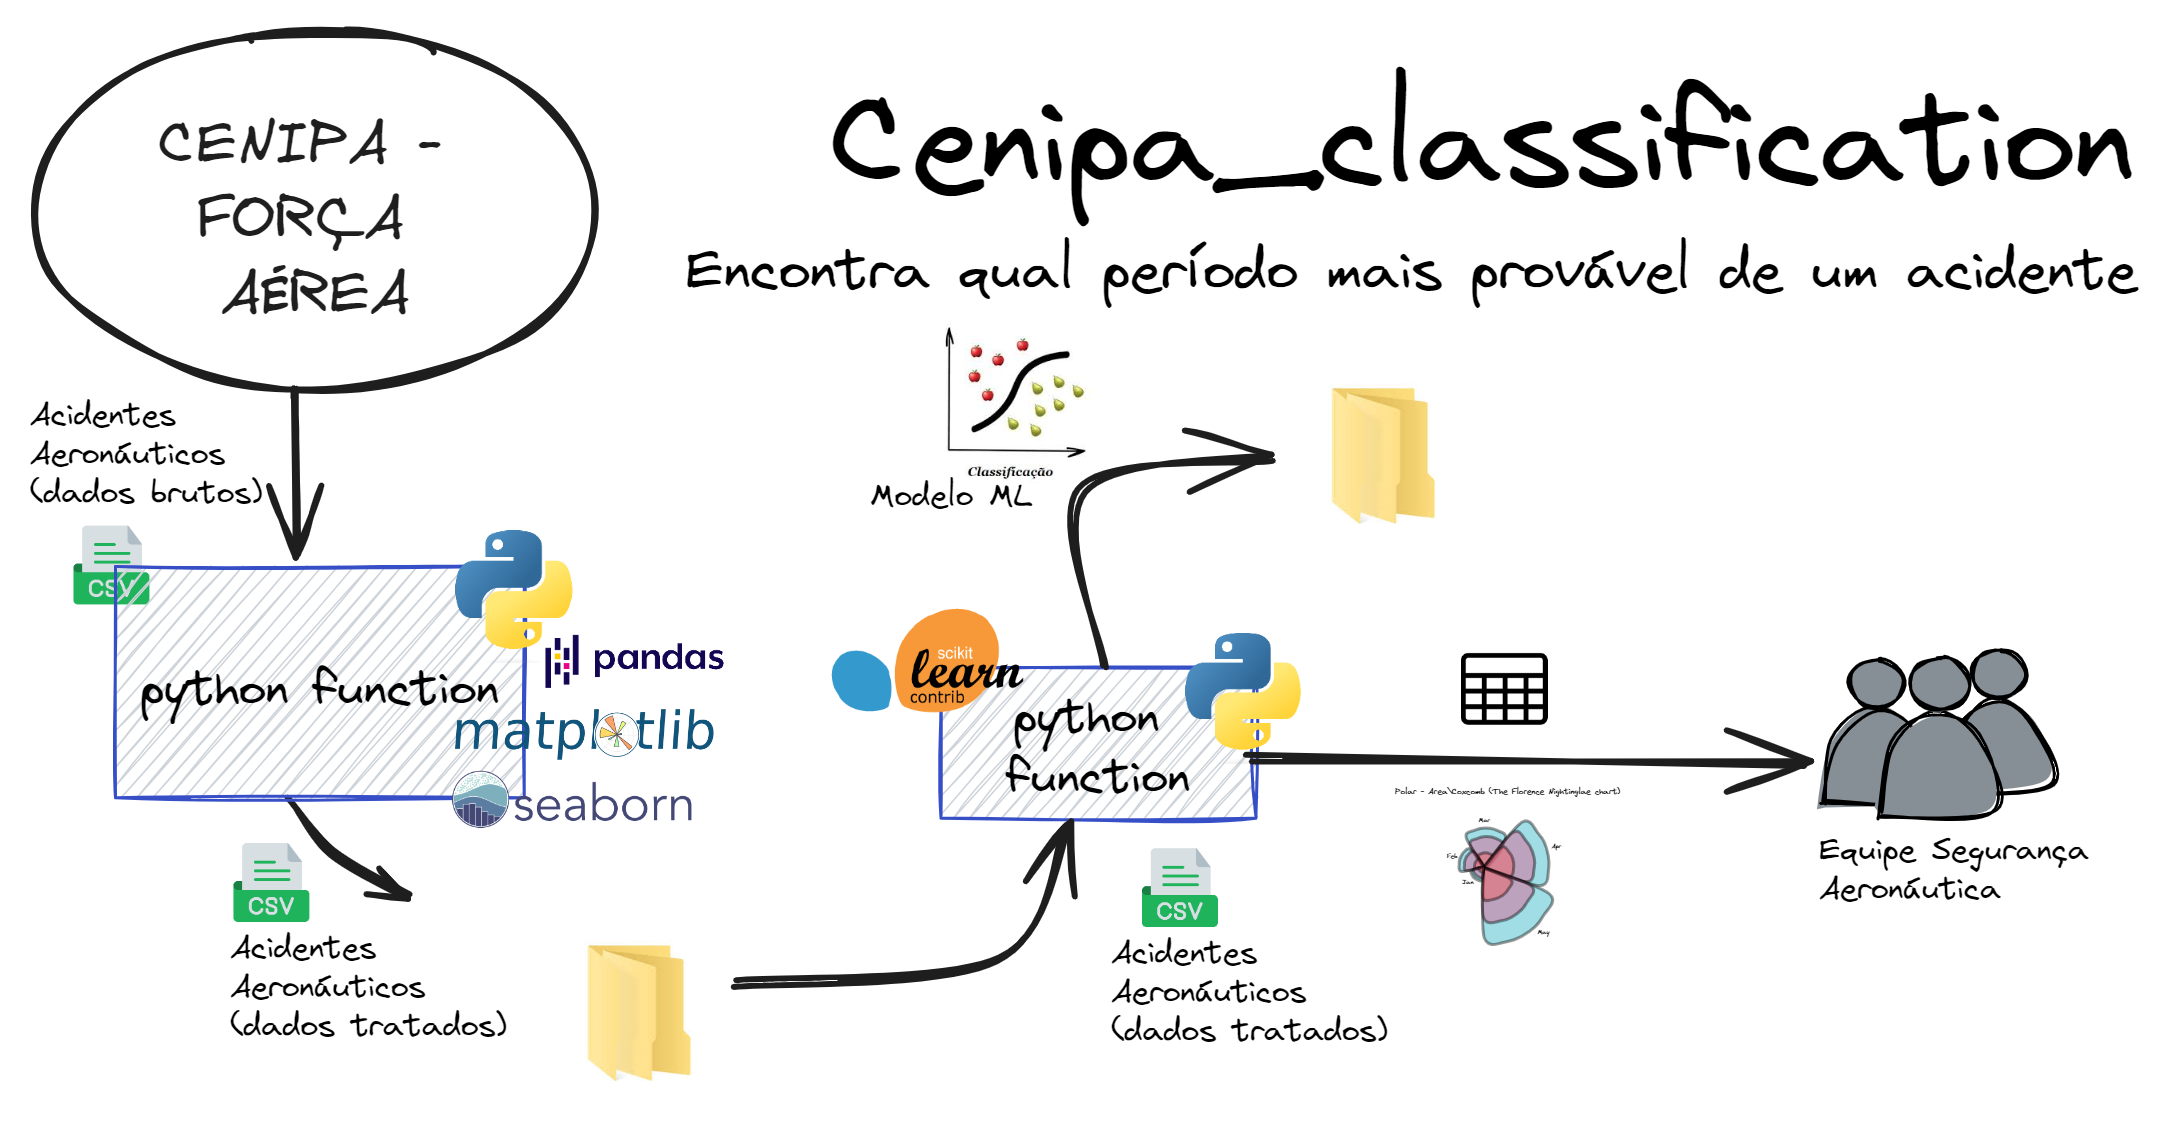 CENIPA -
FORÇA
AÉREA
Cenipa_classification
Encontra qual período mais provável de um acidente
Acidentes
Aeronáuticos
(dados brutos)
CSV
python function
pandas
matplotlib
seaborn
CSV
Acidentes
Aeronáuticos
(dados tratados)
Classificação
Modelo ML
scikit
learn
contrib
python
function
CSV
Acidentes
Aeronáuticos
(dados tratados)
Polar - Area\Coxcomb (The Florence Nightinglae chart)
Mar
Apr
Feb
Jan
May
Equipe Segurança
Aeronáutica